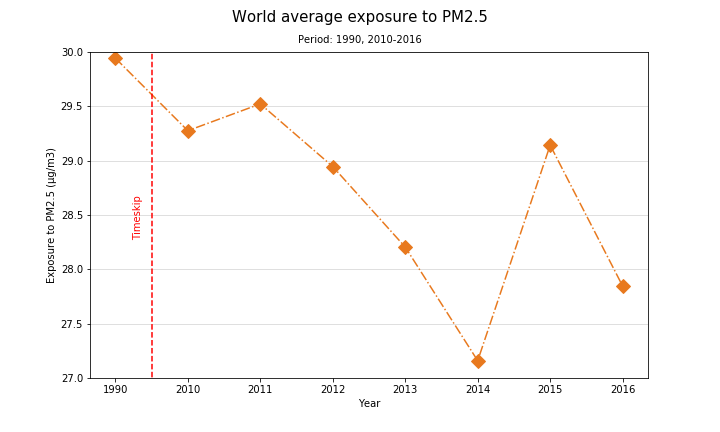 World average exposure to PM2.5
Period: 1990, 2010-2016
Exposure to PM2.5 (µg/m3)
30.0
29.5
29.0
28.5
28.0
27.5
27.0
Timeskip
1990 2010 2011 2012 2013 2014 2015 2016
Year